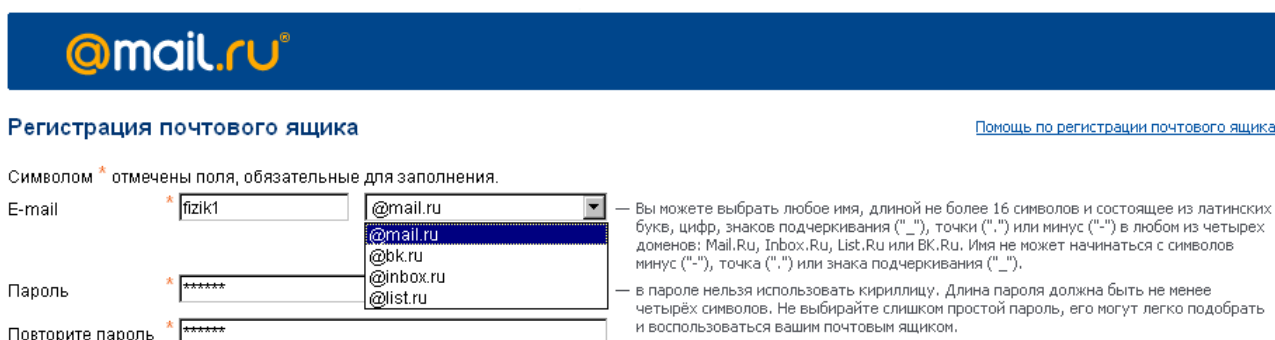 @mail.ru®
Регистрация почтового ящика
Помощь по регистрации почтового ящика
Символом * отмечены поля, обязательные для заполнения.
E-mail * fizik1 @mail.ru — Вы можете выбрать любое имя, длиной не более 16 символов и состоящее из латинских
букв, цифр, знаков подчеркивания ("_"), точки (".") или минус ("-") в любом из четырех
доменов: Mail.Ru, Inbox.Ru, List.Ru или BK.Ru. Имя не может начинаться с символов
минус ("-"), точка (".") или знака подчеркивания ("_").
@mail.ru
@bk.ru
@inbox.ru
@list.ru
Пароль * ****** — в пароле нельзя использовать кириллицу. Длина пароля должна быть не менее
четырёх символов. Не выбирайте слишком простой пароль, его могут легко подобрать
и воспользоваться вашим почтовым ящиком.
Повторите пароль * ******